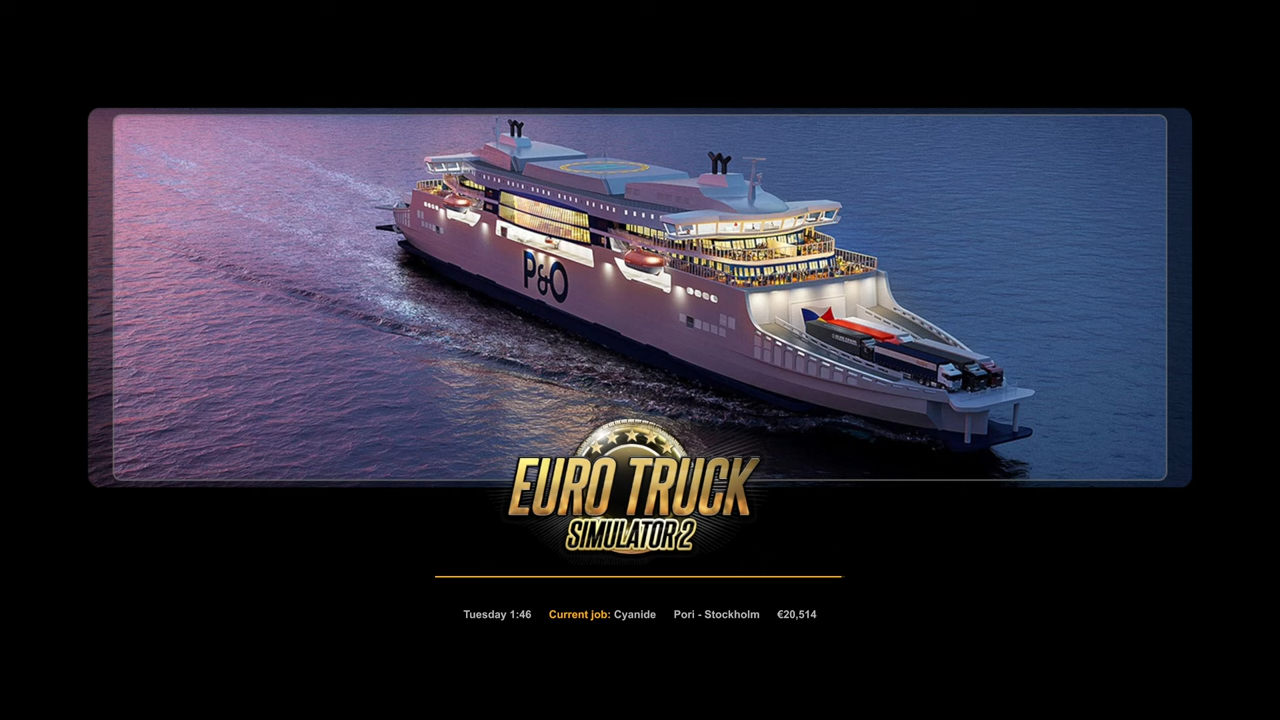 P&O
EURO TRUCK
SIMULATOR 2
Tuesday 1:46 Current job: Cyanide Pori - Stockholm €20,514